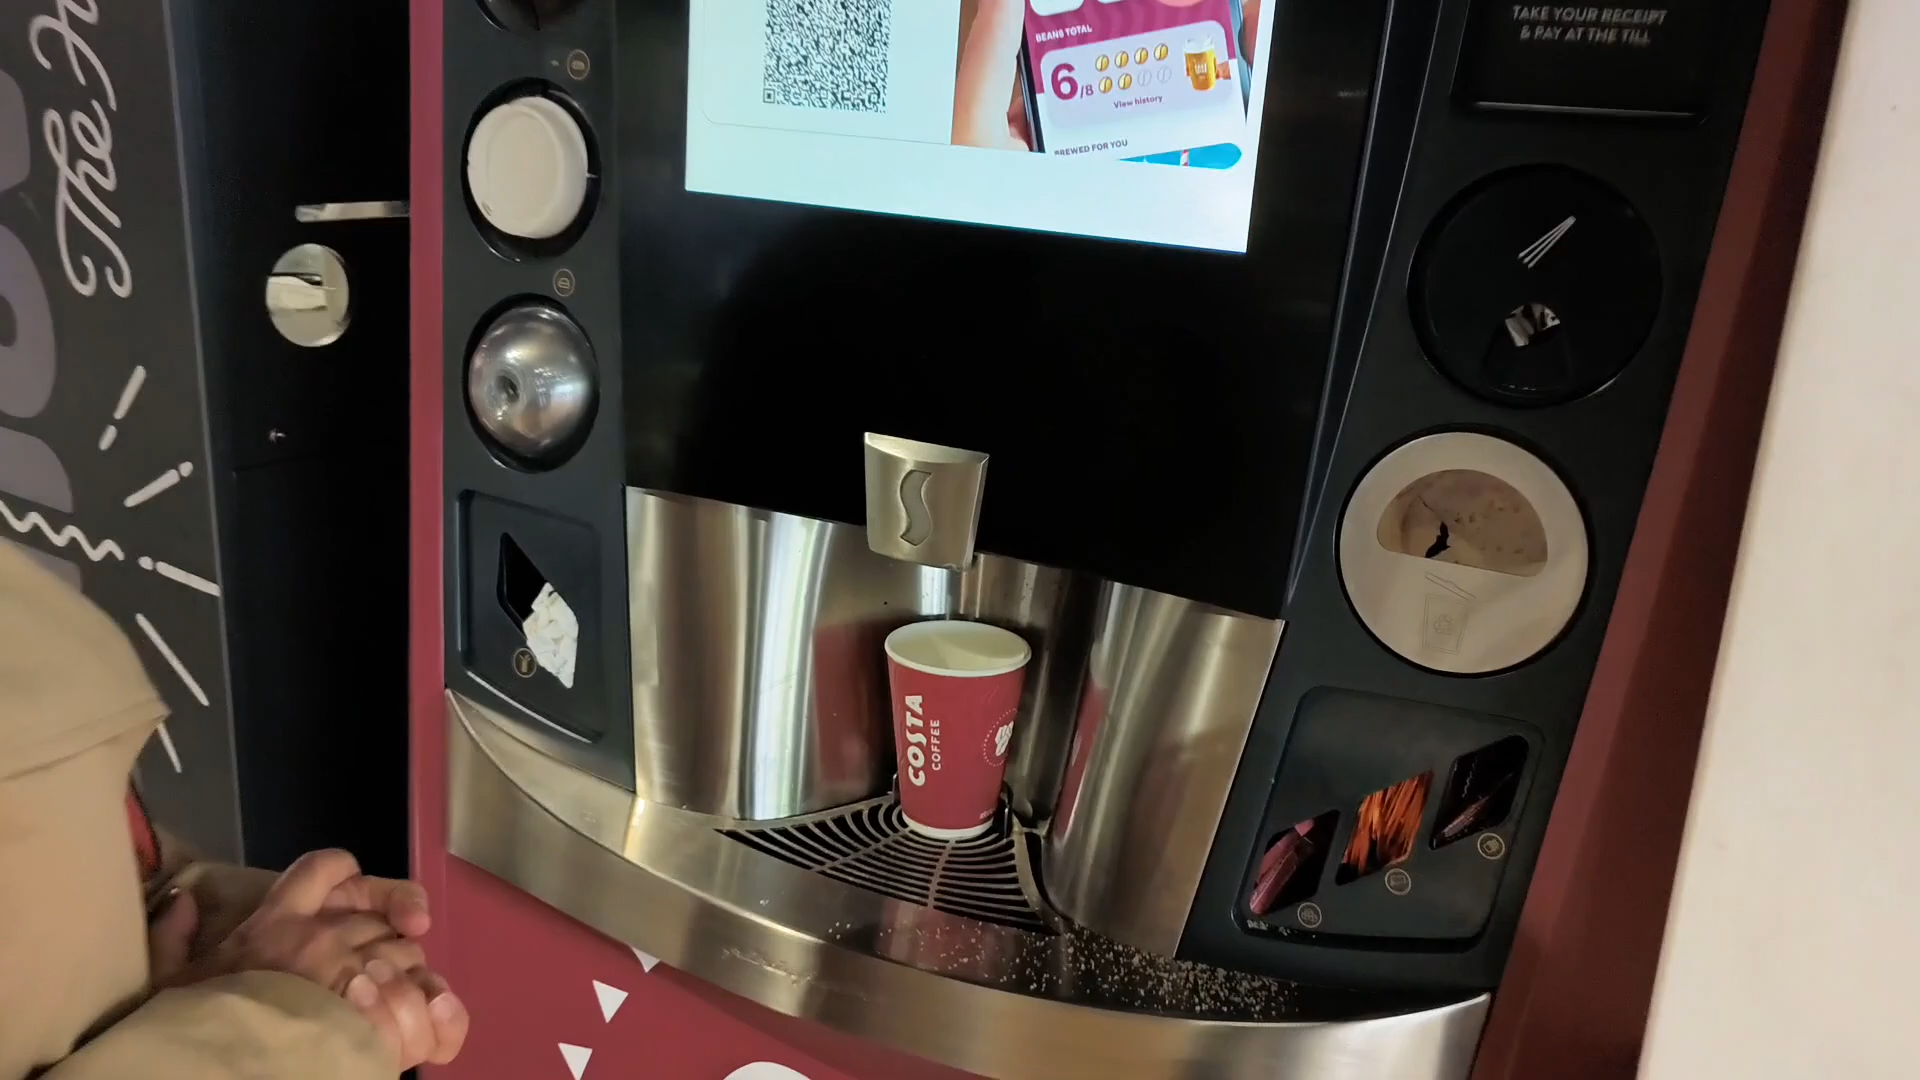 The
TAKE YOUR RECEIPT
& PAY AT THE TILL
BEANS TOTAL
6/8
View history
BREWED FOR YOU
COSTA
COFFEE